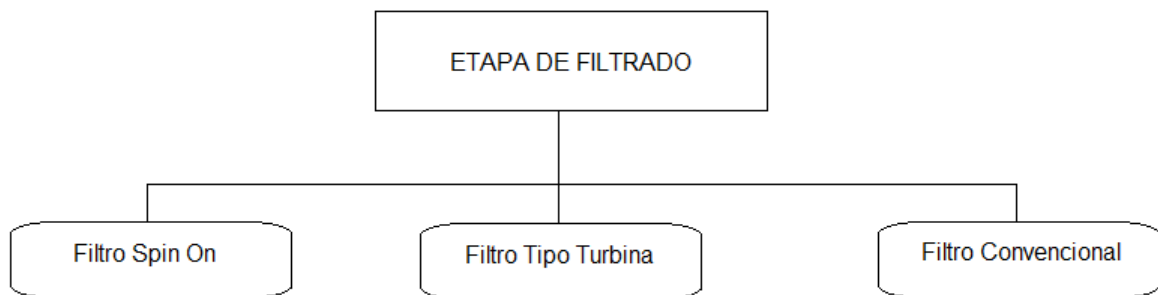 ETAPA DE FILTRADO
Filtro Spin On
Filtro Tipo Turbina
Filtro Convencional